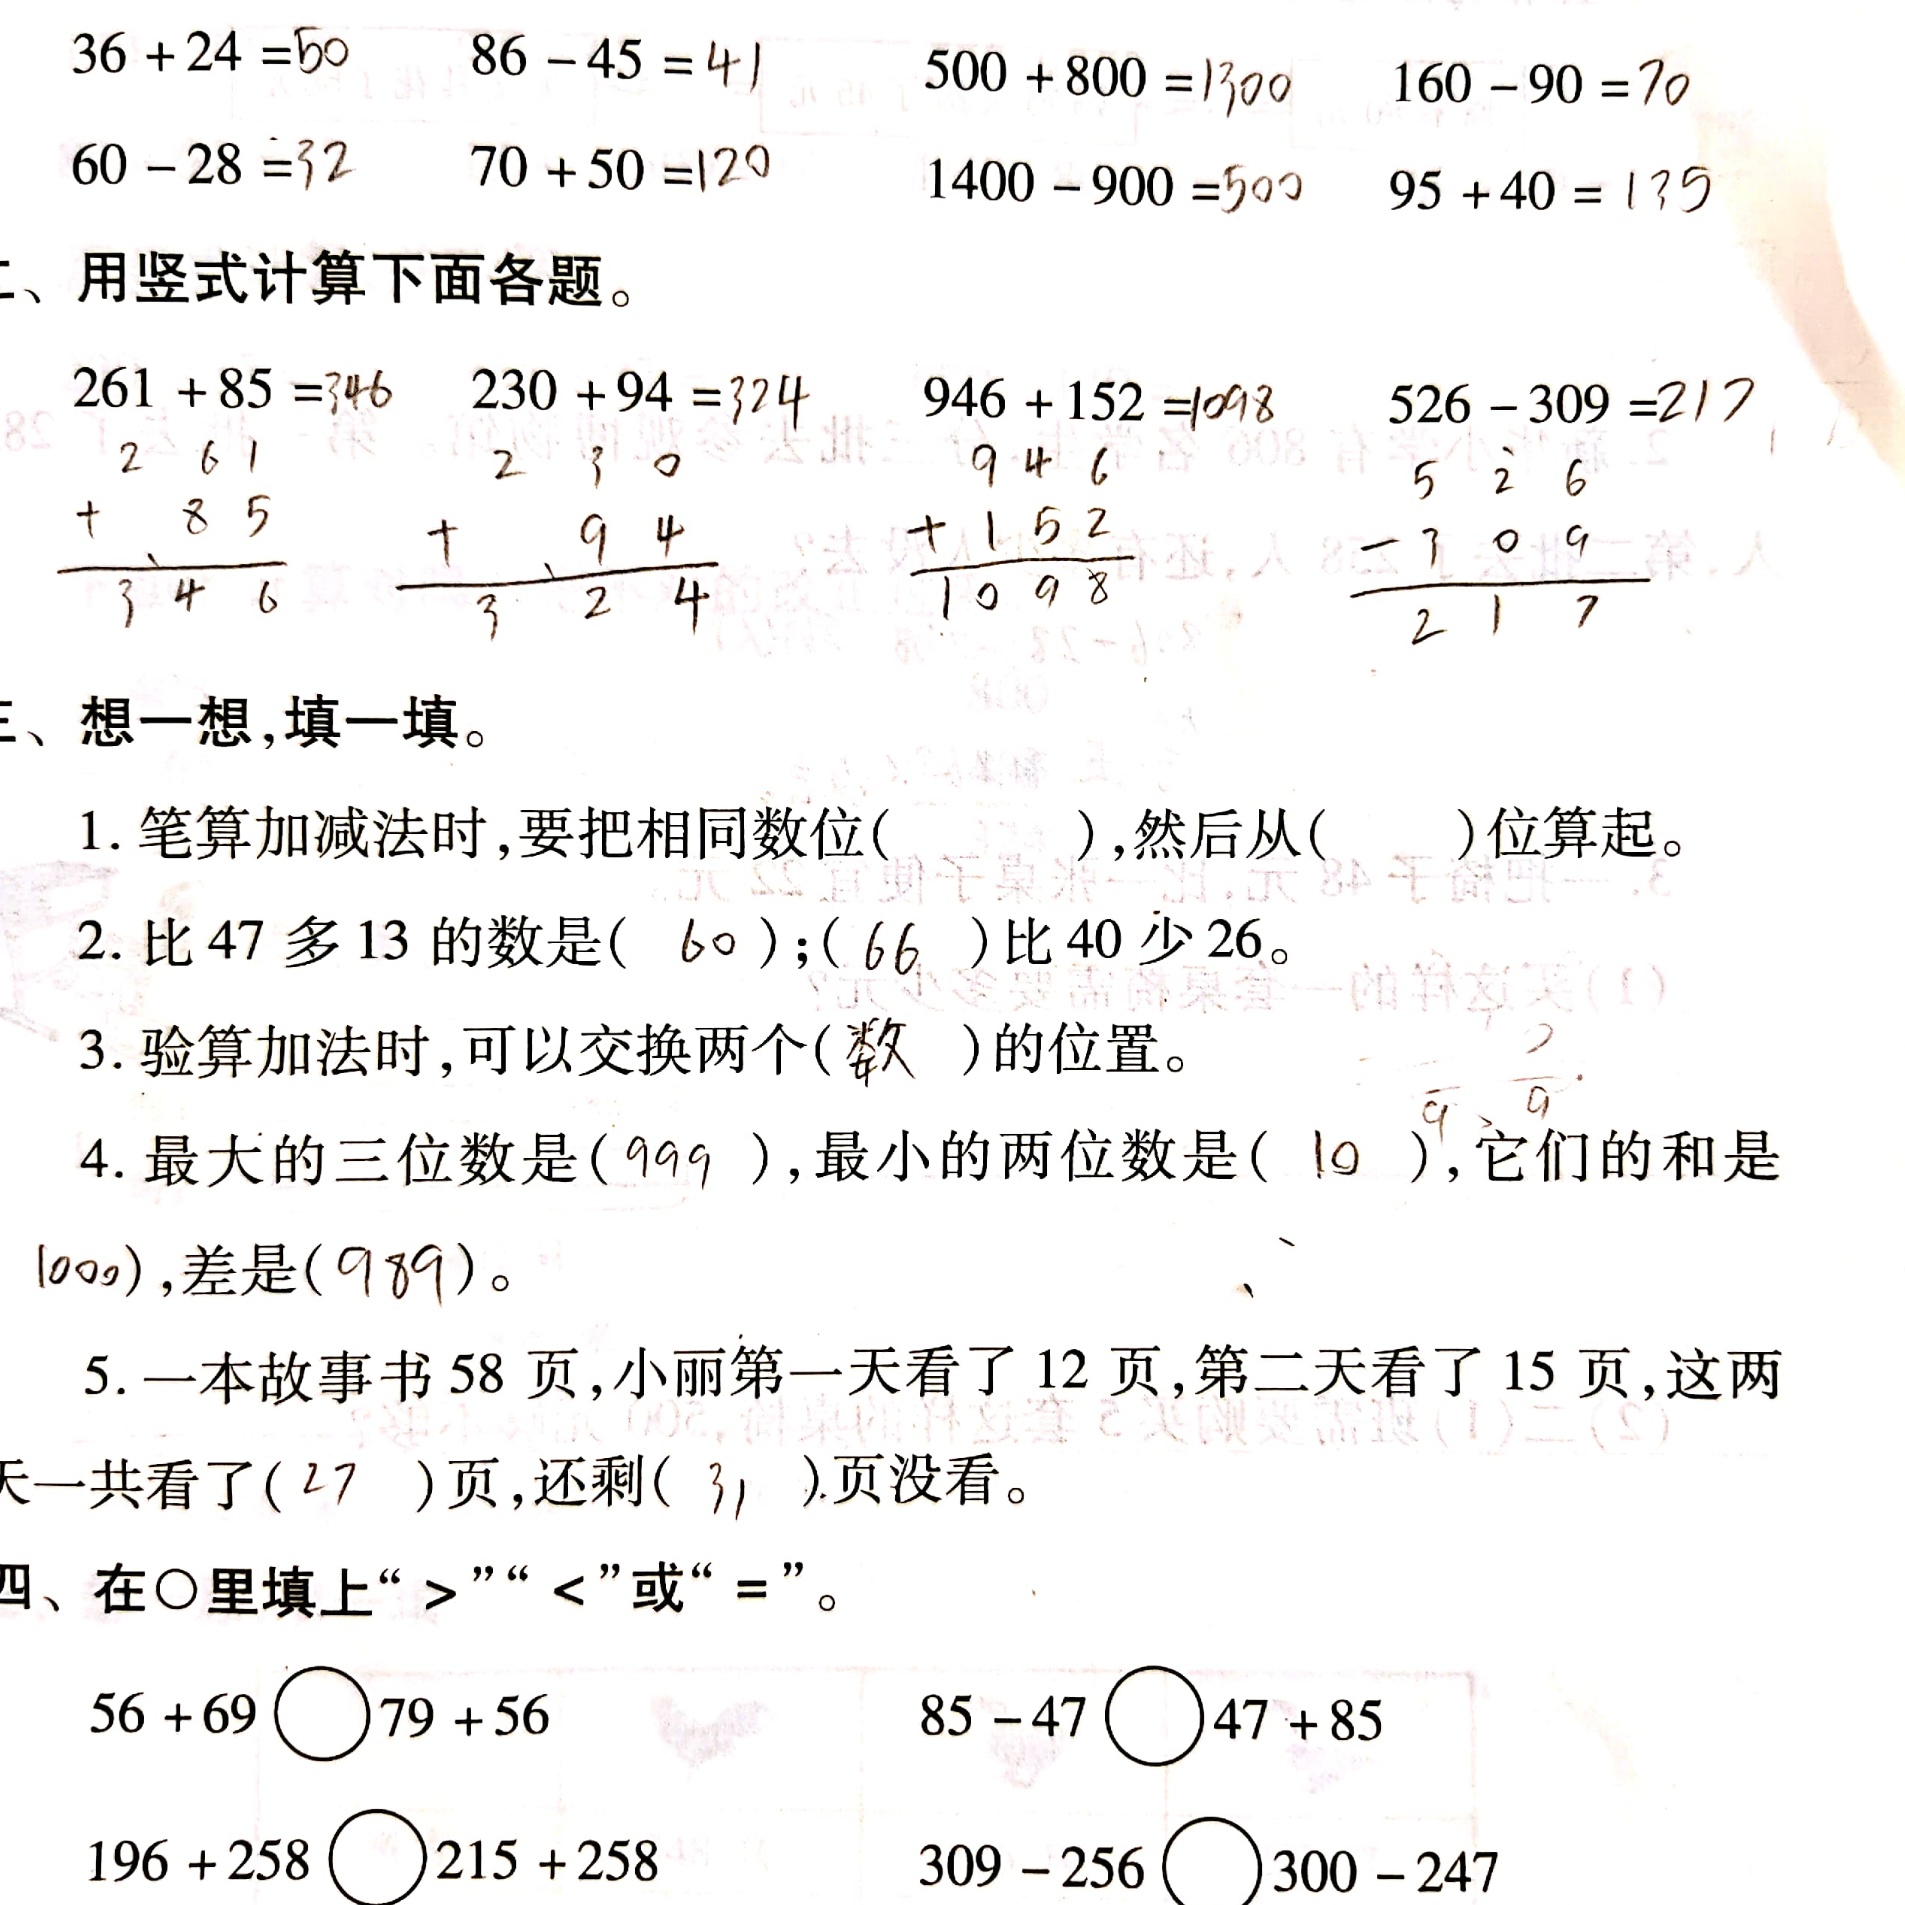 36 + 24 =50 86 - 45 =41 500 + 800 =1300 160 - 90 =70
60 - 28 =32 70 + 50 =120 1400 - 900 =500 95 + 40 =135
二、用竖式计算下面各题。
261 + 85 =346 230 + 94 =324 946 + 152 =1098 526 - 309 =217
2 6 1 2 3 0 9 4 6 5 2 6
+ 8 5 + 9 4 + 1 5 2 - 3 0 9
3 4 6 3 2 4 1 0 9 8 2 1 7
三、想一想,填一填。
1. 笔算加减法时,要把相同数位( ),然后从( )位算起。
2. 比 47 多 13 的数是( 60 );( 66 )比 40 少 26。
3. 验算加法时,可以交换两个( 数 )的位置。
4. 最大的三位数是( 999 ),最小的两位数是( 10 ),它们的和是
1000),差是(989)。
5. 一本故事书 58 页,小丽第一天看了 12 页,第二天看了 15 页,这两
天一共看了( 27 )页,还剩( 31 )页没看。
四、在○里填上“ > ”“ < ”或“ = ”。
56 + 69 ○ 79 + 56 85 - 47 ○ 47 + 85
196 + 258 ○ 215 + 258 309 - 256 ○ 300 - 247